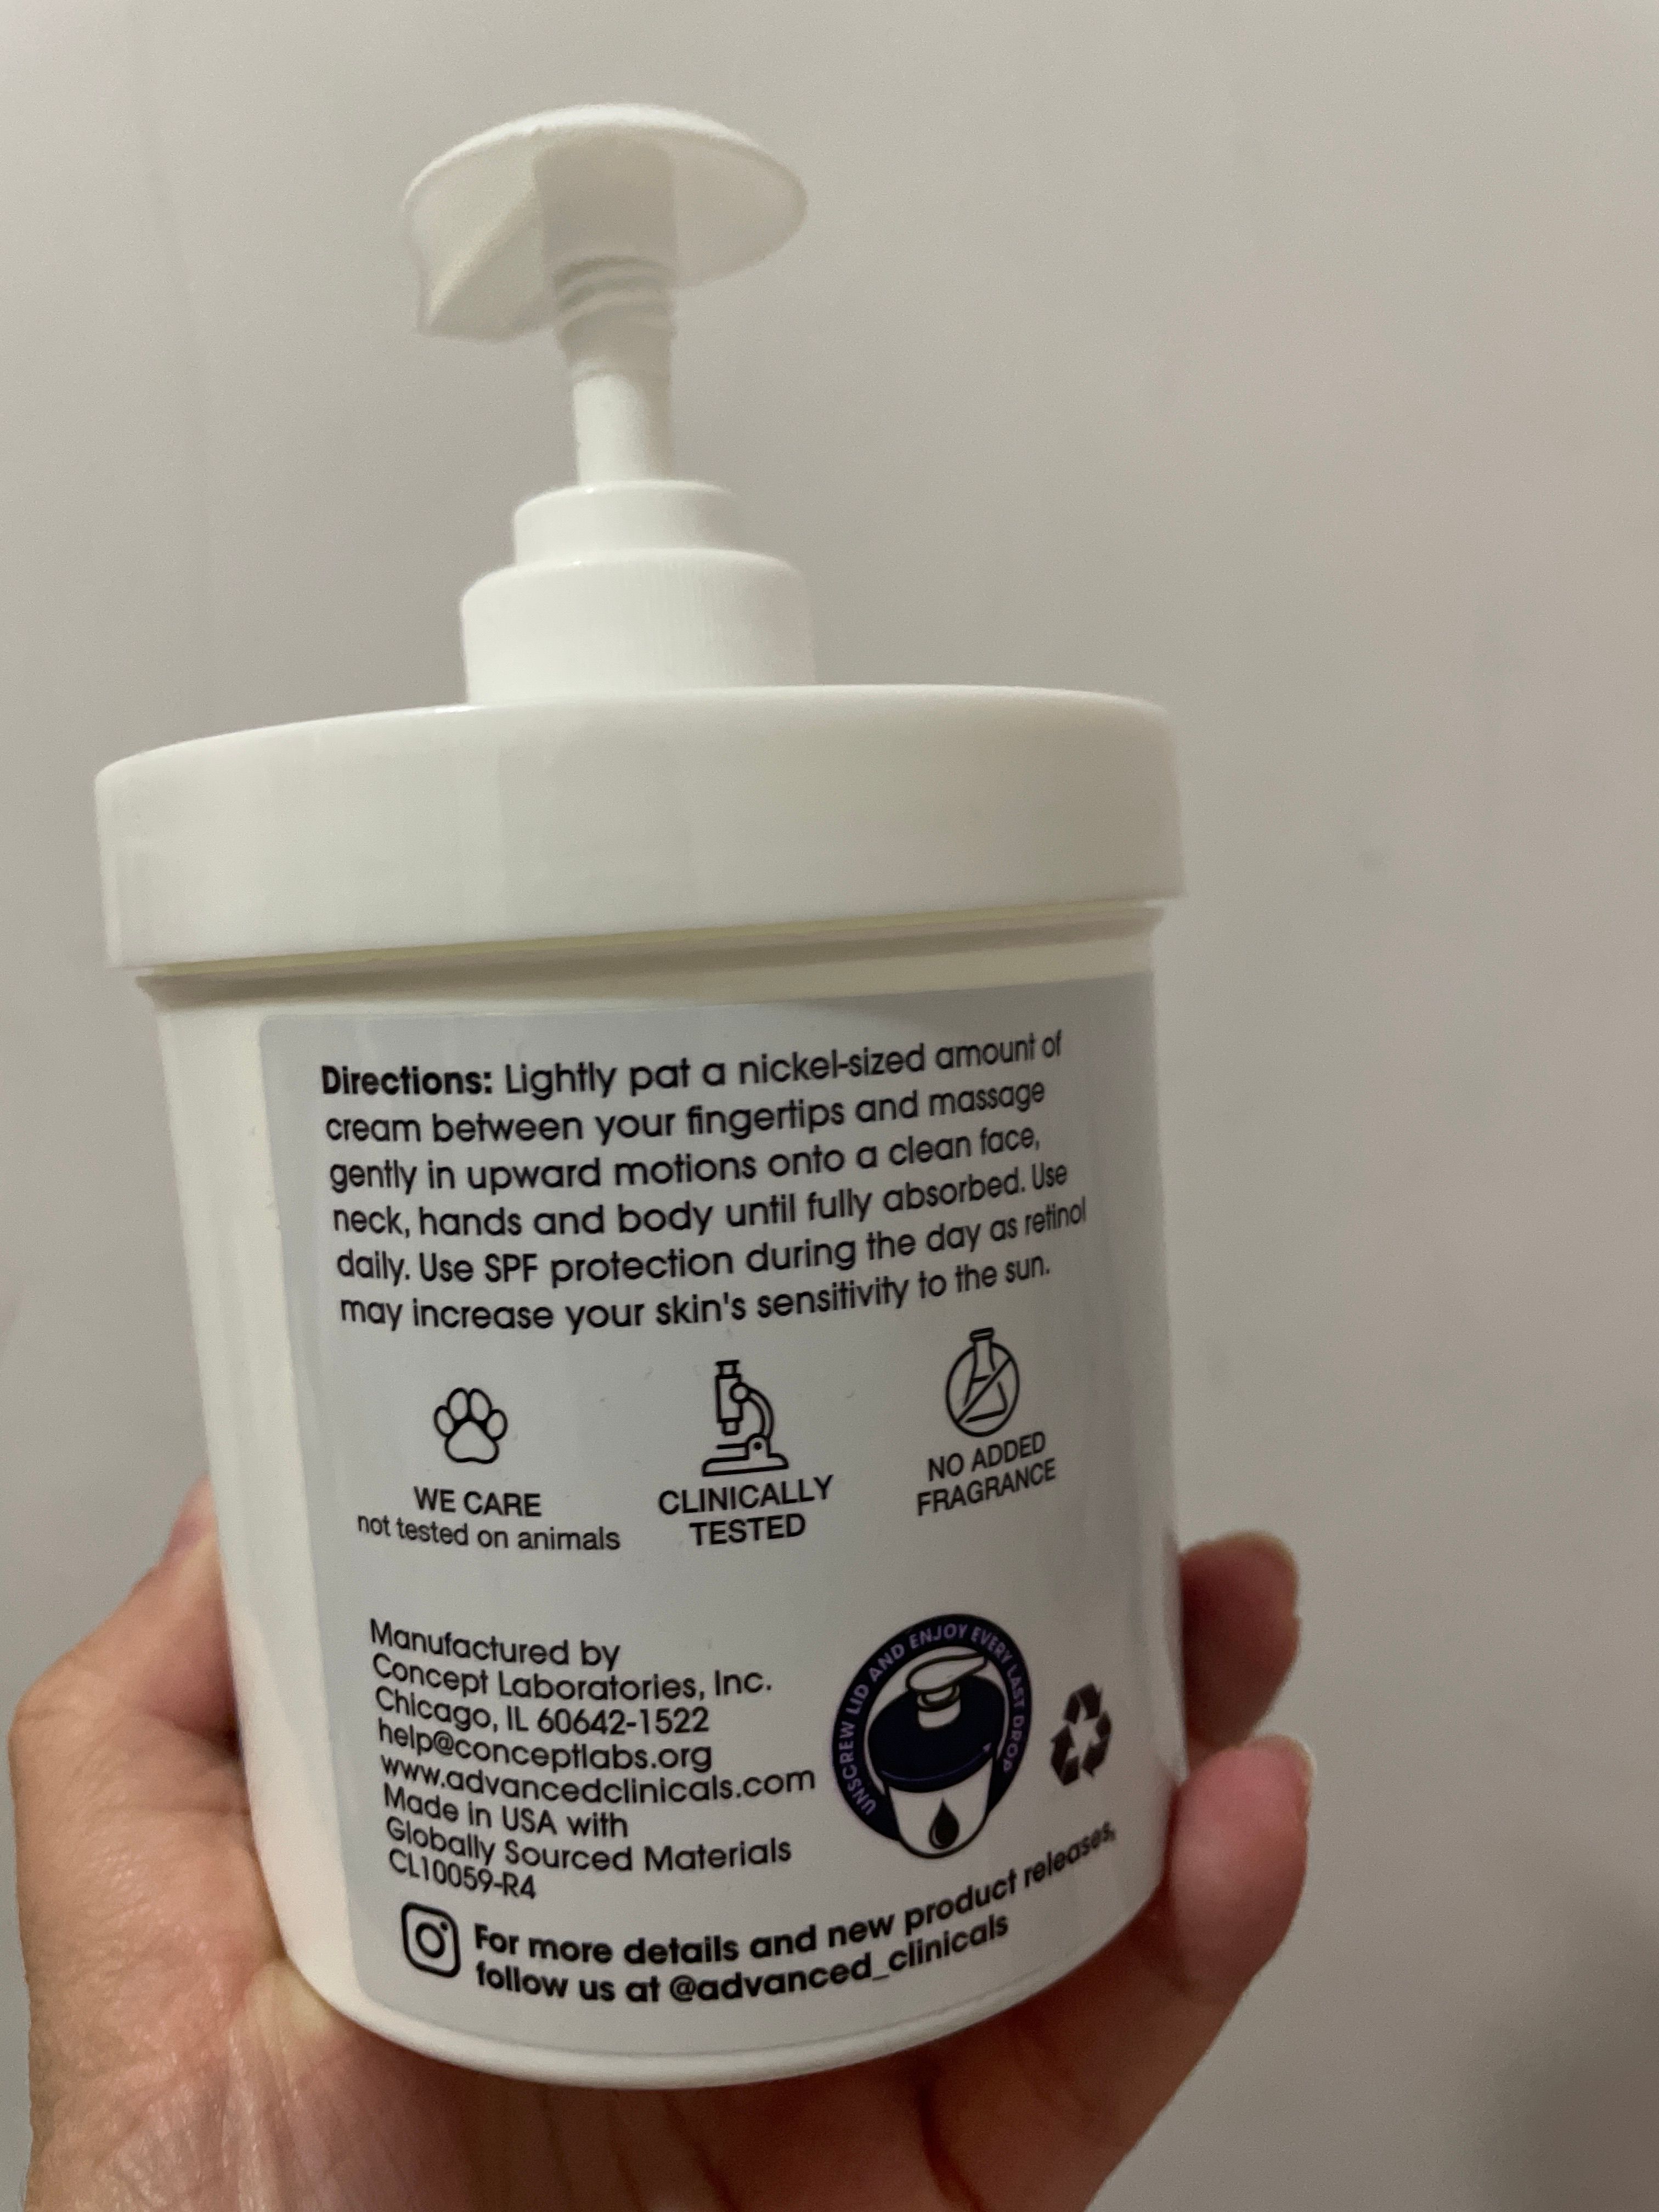 Directions: Lightly pat a nickel-sized amount of
cream between your fingertips and massage
gently in upward motions onto a clean face,
neck, hands and body until fully absorbed. Use
daily. Use SPF protection during the day as retinol
may increase your skin's sensitivity to the sun.
WE CARE
not tested on animals
CLINICALLY
TESTED
NO ADDED
FRAGRANCE
Manufactured by
Concept Laboratories, Inc.
Chicago, IL 60642-1522
help@conceptlabs.org
www.advancedclinicals.com
Made in USA with
Globally Sourced Materials
CL10059-R4
UNSCREW LID AND ENJOY EVERY LAST DROP
For more details and new product releases,
follow us at @advanced_clinicals